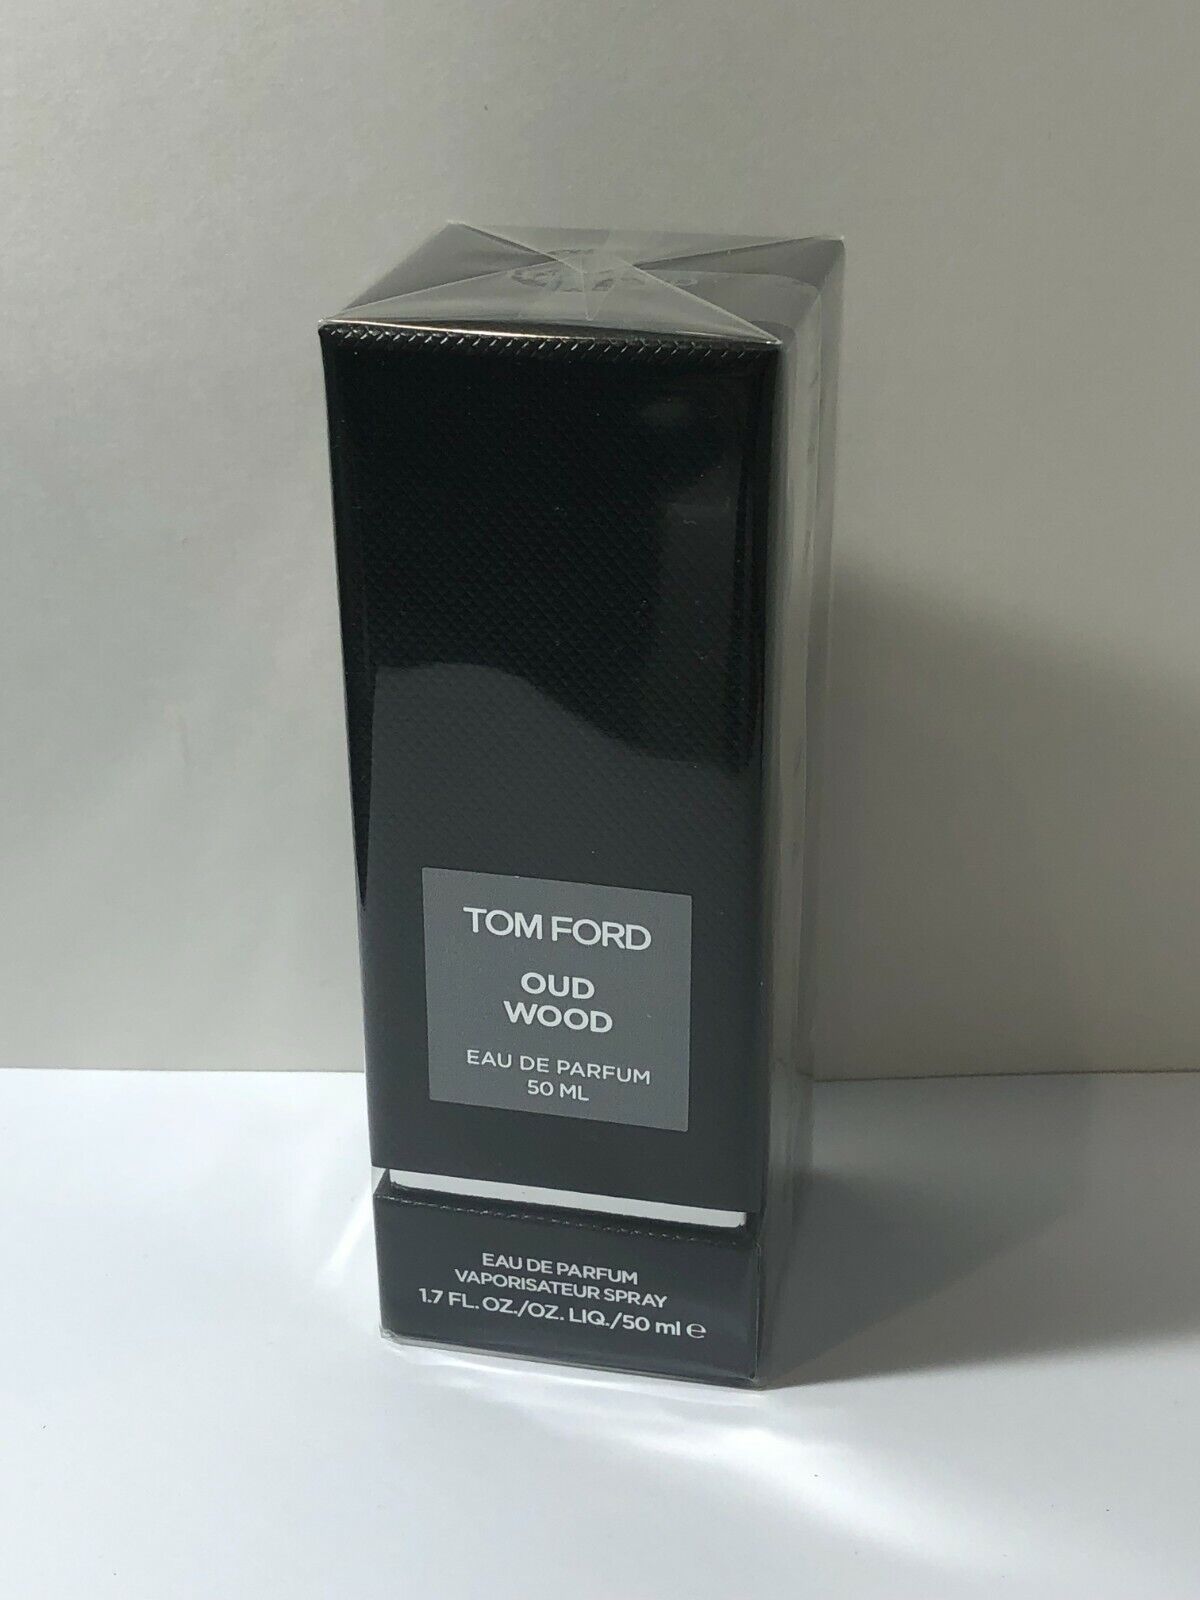 TOM FORD
OUD
WOOD
EAU DE PARFUM
50 ML
EAU DE PARFUM
VAPORISATEUR SPRAY
1.7 FL. OZ./OZ. LIQ./50 ml ℮